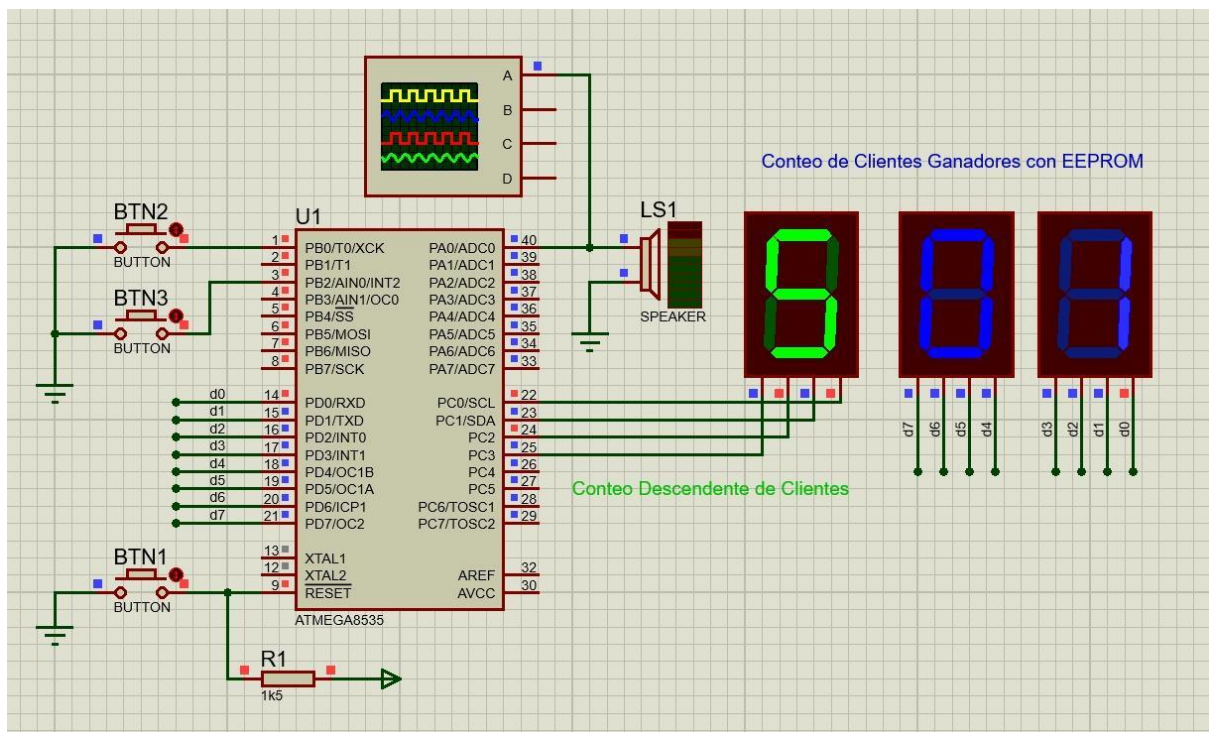 A
B
C
D
Conteo de Clientes Ganadores con EEPROM
BTN2
BUTTON
BTN3
BUTTON
U1
1 PB0/T0/XCK PA0/ADC0 40
2 PB1/T1 PA1/ADC1 39
3 PB2/AIN0/INT2 PA2/ADC2 38
4 PB3/AIN1/OC0 PA3/ADC3 37
5 PB4/SS PA4/ADC4 36
6 PB5/MOSI PA5/ADC5 35
7 PB6/MISO PA6/ADC6 34
8 PB7/SCK PA7/ADC7 33
d0 14 PD0/RXD PC0/SCL 22
d1 15 PD1/TXD PC1/SDA 23
d2 16 PD2/INT0 PC2 24
d3 17 PD3/INT1 PC3 25
d4 18 PD4/OC1B PC4 26
d5 19 PD5/OC1A PC5 27
d6 20 PD6/ICP1 PC6/TOSC1 28
d7 21 PD7/OC2 PC7/TOSC2 29
13 XTAL1
12 XTAL2 AREF 32
9 RESET AVCC 30
ATMEGA8535
LS1
SPEAKER
5 0 1
d7 d6 d5 d4 d3 d2 d1 d0
Conteo Descendente de Clientes
BTN1
BUTTON
R1
1k5